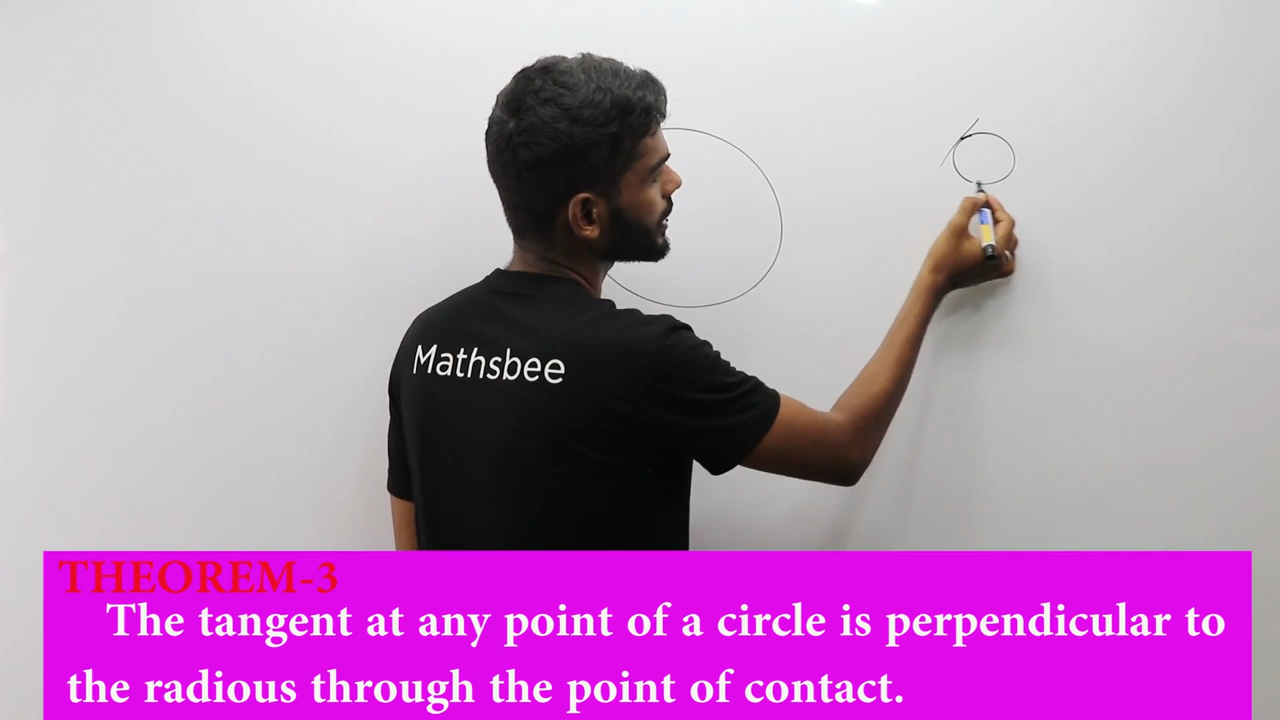 Mathsbee
THEOREM-3
The tangent at any point of a circle is perpendicular to
the radious through the point of contact.